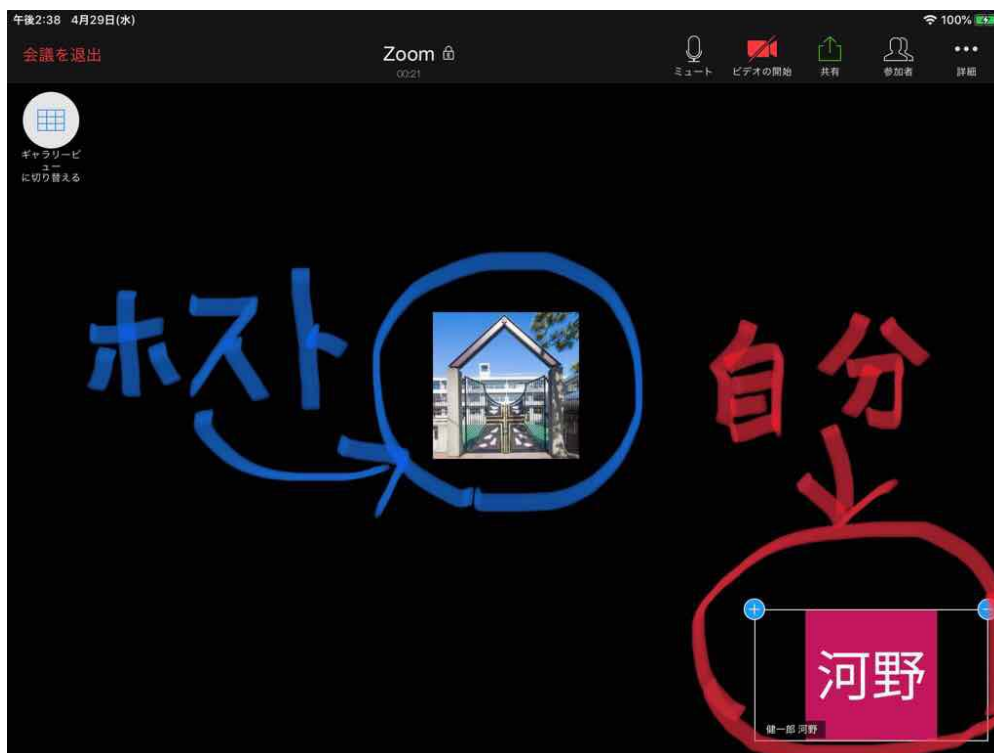 午後2:38 4月29日(水)
100%
会議を退出
Zoom
00:21
ミュート
ビデオの開始
共有
参加者
詳細
ギャラリービ
ュー
に切り替える
ホスト
自分
河野
健一郎 河野